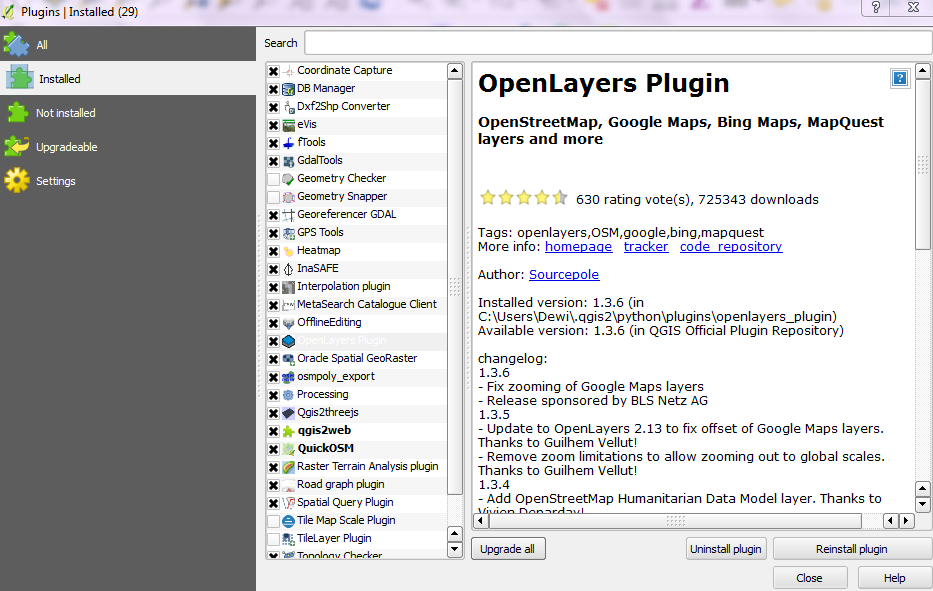 Plugins | Installed (29)
?
All
Installed
Not installed
Upgradeable
Settings
Search
Coordinate Capture
DB Manager
Dxf2Shp Converter
eVis
fTools
GdalTools
Geometry Checker
Geometry Snapper
Georeferencer GDAL
GPS Tools
Heatmap
InaSAFE
Interpolation plugin
MetaSearch Catalogue Client
OfflineEditing
OpenLayers Plugin
Oracle Spatial GeoRaster
osmpoly_export
Processing
Qgis2threejs
qgis2web
QuickOSM
Raster Terrain Analysis plugin
Road graph plugin
Spatial Query Plugin
Tile Map Scale Plugin
TileLayer Plugin
Topology Checker
OpenLayers Plugin
?
OpenStreetMap, Google Maps, Bing Maps, MapQuest
layers and more
630 rating vote(s), 725343 downloads
Tags: openlayers,OSM,google,bing,mapquest
More info: homepage tracker code_repository
Author: Sourcepole
Installed version: 1.3.6 (in
C:\Users\Dewi\.qgis2\python\plugins\openlayers_plugin)
Available version: 1.3.6 (in QGIS Official Plugin Repository)
changelog:
1.3.6
- Fix zooming of Google Maps layers
- Release sponsored by BLS Netz AG
1.3.5
- Update to OpenLayers 2.13 to fix offset of Google Maps layers.
Thanks to Guilhem Vellut!
- Remove zoom limitations to allow zooming out to global scales.
Thanks to Guilhem Vellut!
1.3.4
- Add OpenStreetMap Humanitarian Data Model layer. Thanks to
Vivien Deparday!
Upgrade all
Uninstall plugin
Reinstall plugin
Close
Help